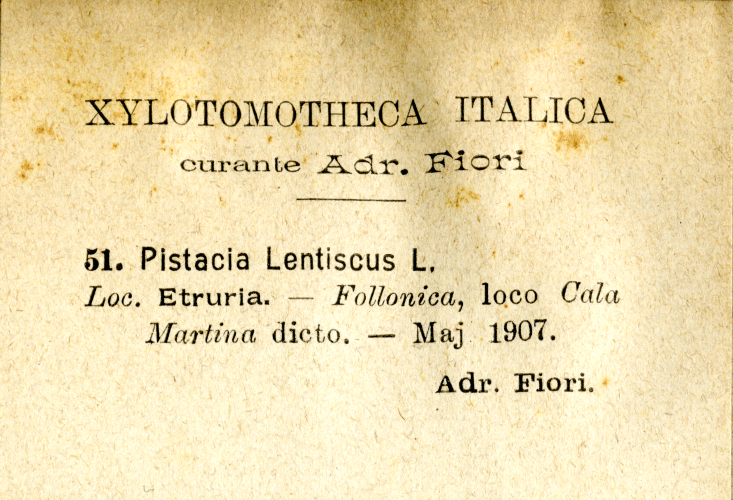 XYLOTOMOTHECA ITALICA
curante Adr. Fiori
51. Pistacia Lentiscus L.
Loc. Etruria. — Follonica, loco Cala
Martina dicto. — Maj 1907.
Adr. Fiori.